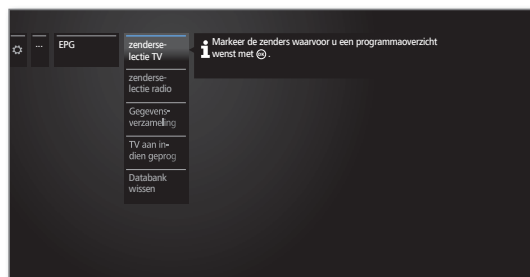 ...
EPG
zenderse-
lectie TV
Markeer de zenders waarvoor u een programmaoverzicht
wenst met OK .
zenderse-
lectie radio
Gegevens-
verzameling
TV aan in-
dien geprog
Databank
wissen